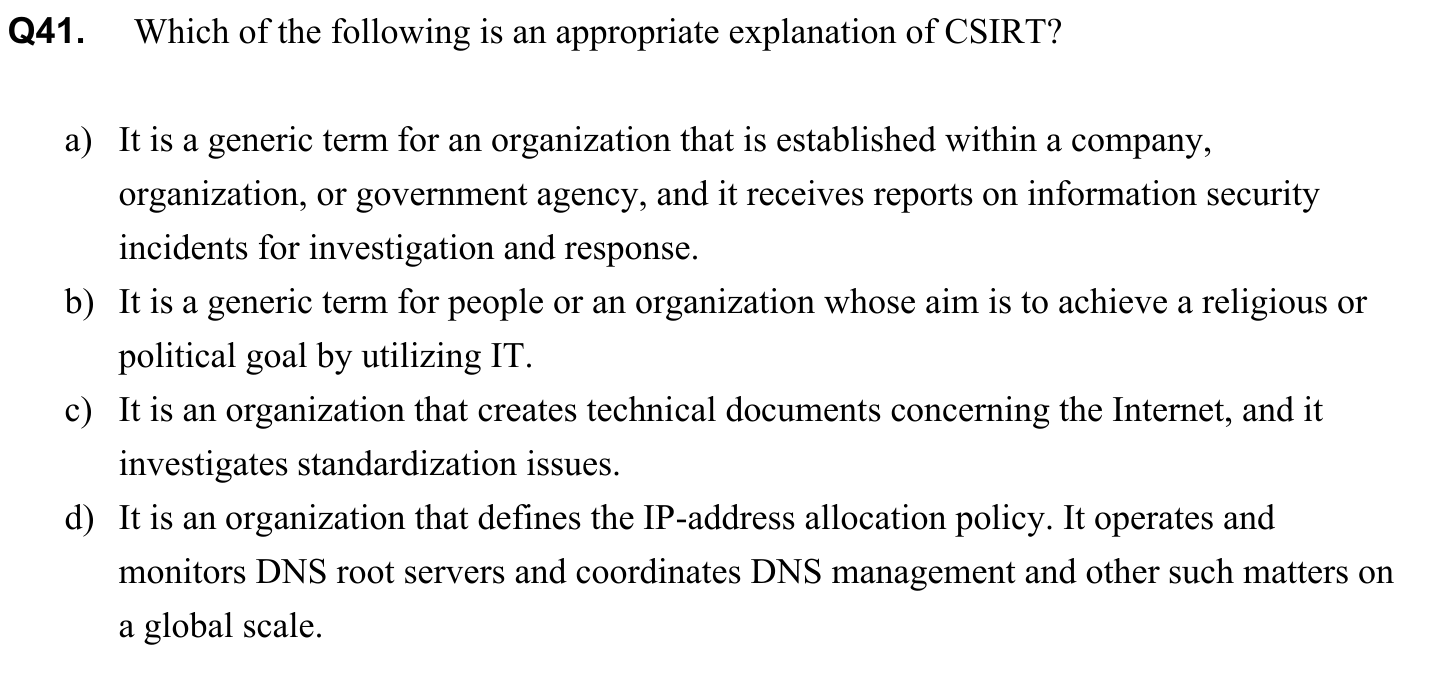 Q41. Which of the following is an appropriate explanation of CSIRT?
a) It is a generic term for an organization that is established within a company,
organization, or government agency, and it receives reports on information security
incidents for investigation and response.
b) It is a generic term for people or an organization whose aim is to achieve a religious or
political goal by utilizing IT.
c) It is an organization that creates technical documents concerning the Internet, and it
investigates standardization issues.
d) It is an organization that defines the IP-address allocation policy. It operates and
monitors DNS root servers and coordinates DNS management and other such matters on
a global scale.